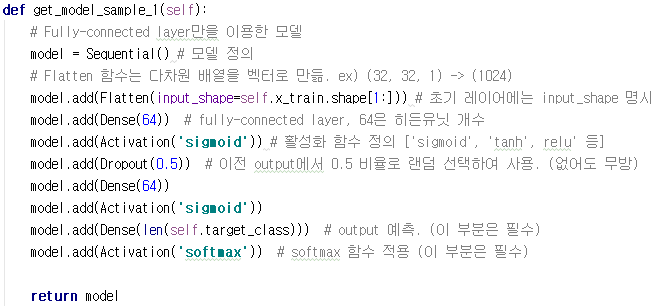 def get_model_sample_1(self):
    # Fully-connected layer만을 이용한 모델
    model = Sequential() # 모델 정의
    # Flatten 함수는 다차원 배열을 벡터로 만듦. ex) (32, 32, 1) -> (1024)
    model.add(Flatten(input_shape=self.x_train.shape[1:])) # 초기 레이어에는 input_shape 명시
    model.add(Dense(64))  # fully-connected layer, 64은 히든유닛 개수
    model.add(Activation('sigmoid')) # 활성화 함수 정의 ['sigmoid', 'tanh', relu' 등]
    model.add(Dropout(0.5))  # 이전 output에서 0.5 비율로 랜덤 선택하여 사용. (없어도 무방)
    model.add(Dense(64))
    model.add(Activation('sigmoid'))
    model.add(Dense(len(self.target_class)))  # output 예측. (이 부분은 필수)
    model.add(Activation('softmax'))  # softmax 함수 적용 (이 부분은 필수)
    return model